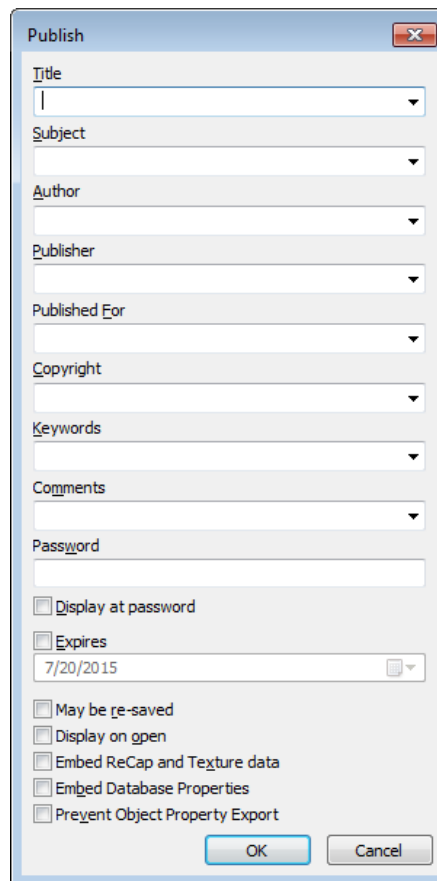 Publish
Title
Subject
Author
Publisher
Published For
Copyright
Keywords
Comments
Password
Display at password
Expires
7/20/2015
May be re-saved
Display on open
Embed ReCap and Texture data
Embed Database Properties
Prevent Object Property Export
OK Cancel